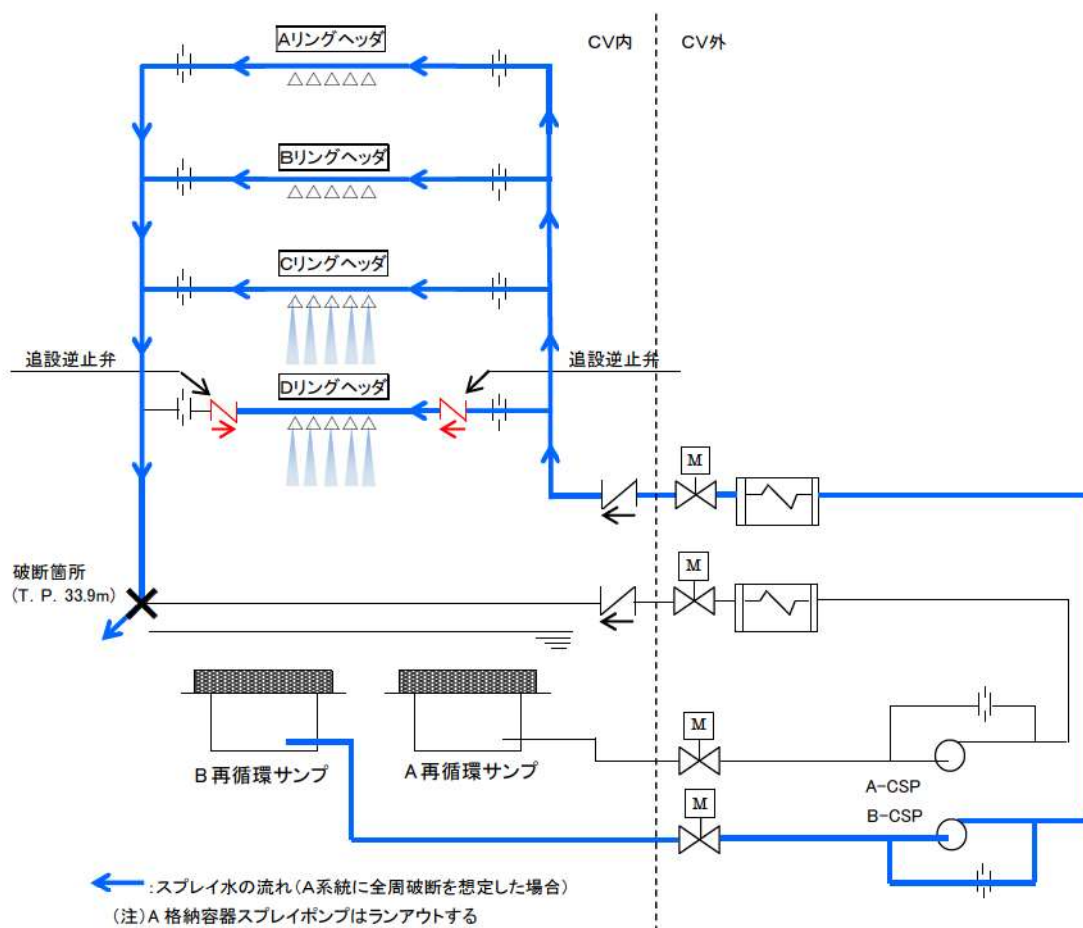 Aリングヘッダ
CV内
CV外
Bリングヘッダ
Cリングヘッダ
追設逆止弁
Dリングヘッダ
追設逆止弁
M
破断箇所
(T. P. 33.9m)
M
M
B再循環サンプ
A再循環サンプ
A-CSP
M
B-CSP
:スプレイ水の流れ(A系統に全周破断を想定した場合)
(注)A格納容器スプレイポンプはランアウトする